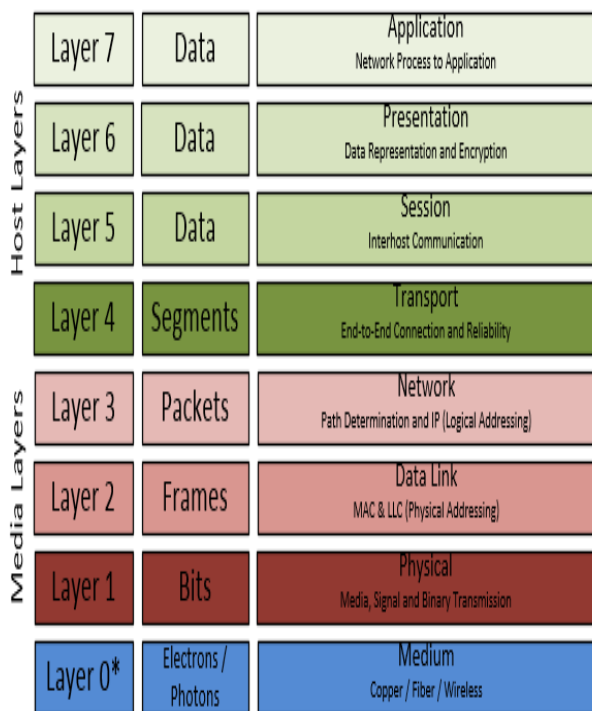 Host Layers
Layer 7
Data
Application
Network Process to Application
Layer 6
Data
Presentation
Data Representation and Encryption
Layer 5
Data
Session
Interhost Communication
Layer 4
Segments
Transport
End-to-End Connection and Reliability
Media Layers
Layer 3
Packets
Network
Path Determination and IP (Logical Addressing)
Layer 2
Frames
Data Link
MAC & LLC (Physical Addressing)
Layer 1
Bits
Physical
Media, Signal and Binary Transmission
Layer 0*
Electrons /
Photons
Medium
Copper / Fiber / Wireless